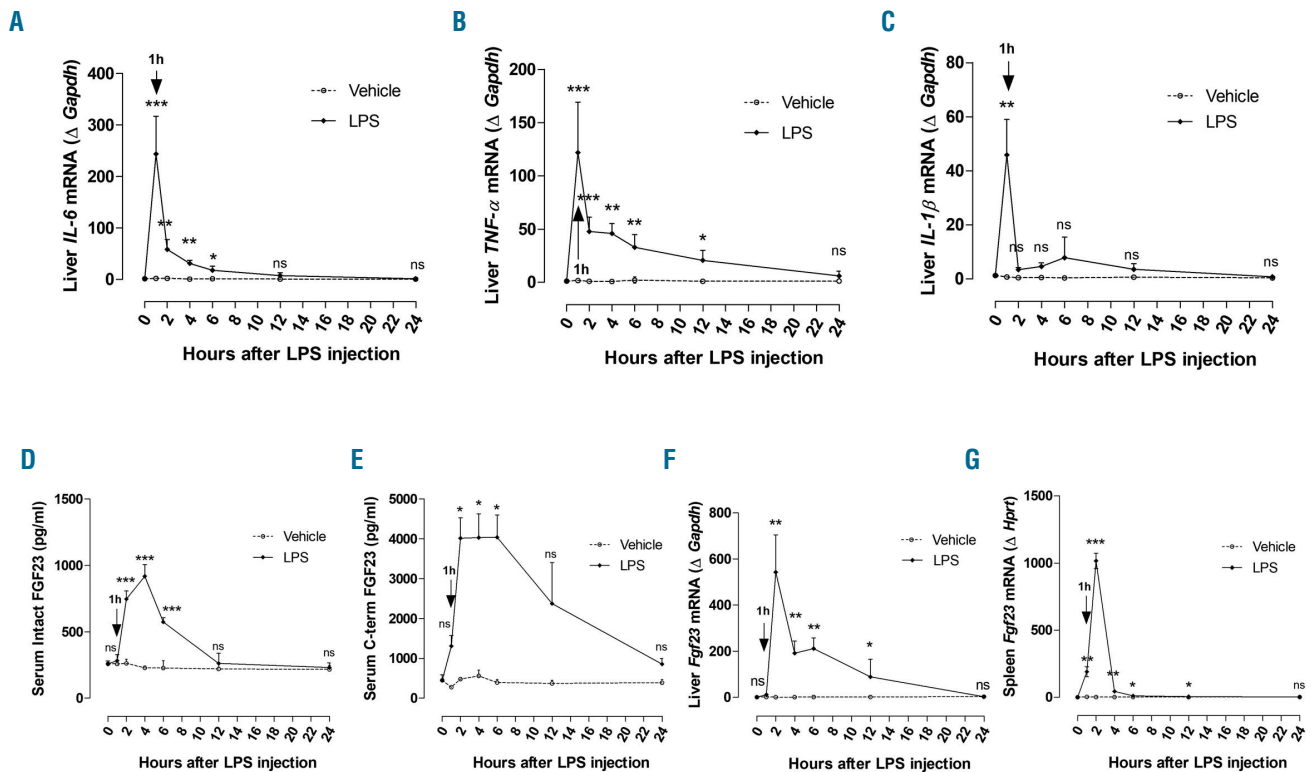 A
Liver IL-6 mRNA (Δ Gapdh)
400
300
200
100
0
1h
***
**
**
*
ns
ns
Vehicle
LPS
0 2 4 6 8 10 12 14 16 18 20 22 24
Hours after LPS injection
B
Liver TNF-α mRNA (Δ Gapdh)
200
150
100
50
0
***
***
**
**
*
ns
1h
Vehicle
LPS
0 2 4 6 8 10 12 14 16 18 20 22 24
Hours after LPS injection
C
Liver IL-1β mRNA (Δ Gapdh)
80
60
40
20
0
1h
**
ns
ns
ns
ns
ns
Vehicle
LPS
0 2 4 6 8 10 12 14 16 18 20 22 24
Hours after LPS injection
D
Serum Intact FGF23 (pg/ml)
1500
1000
500
0
1h
ns
***
***
***
ns
ns
Vehicle
LPS
0 2 4 6 8 10 12 14 16 18 20 22 24
Hours after LPS injection
E
Serum C-term FGF23 (pg/ml)
5000
4000
3000
2000
1000
0
1h
ns
*
*
*
ns
ns
Vehicle
LPS
0 2 4 6 8 10 12 14 16 18 20 22 24
Hours after LPS injection
F
Liver Fgf23 mRNA (Δ Gapdh)
800
600
400
200
0
1h
ns
**
**
**
*
ns
Vehicle
LPS
0 2 4 6 8 10 12 14 16 18 20 22 24
Hours after LPS injection
G
Spleen Fgf23 mRNA (Δ Hprt)
1500
1000
500
0
1h
**
***
**
*
*
ns
Vehicle
LPS
0 2 4 6 8 10 12 14 16 18 20 22 24
Hours after LPS injection